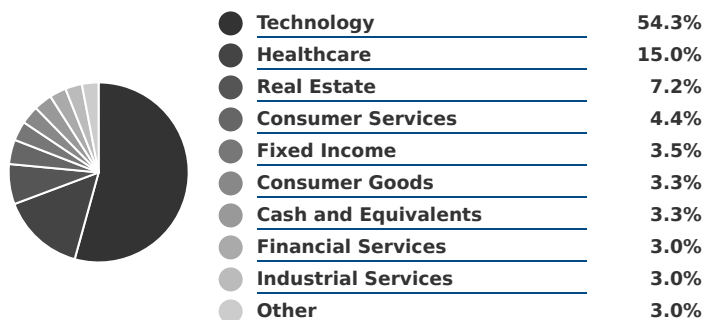 Technology 54.3%
Healthcare 15.0%
Real Estate 7.2%
Consumer Services 4.4%
Fixed Income 3.5%
Consumer Goods 3.3%
Cash and Equivalents 3.3%
Financial Services 3.0%
Industrial Services 3.0%
Other 3.0%